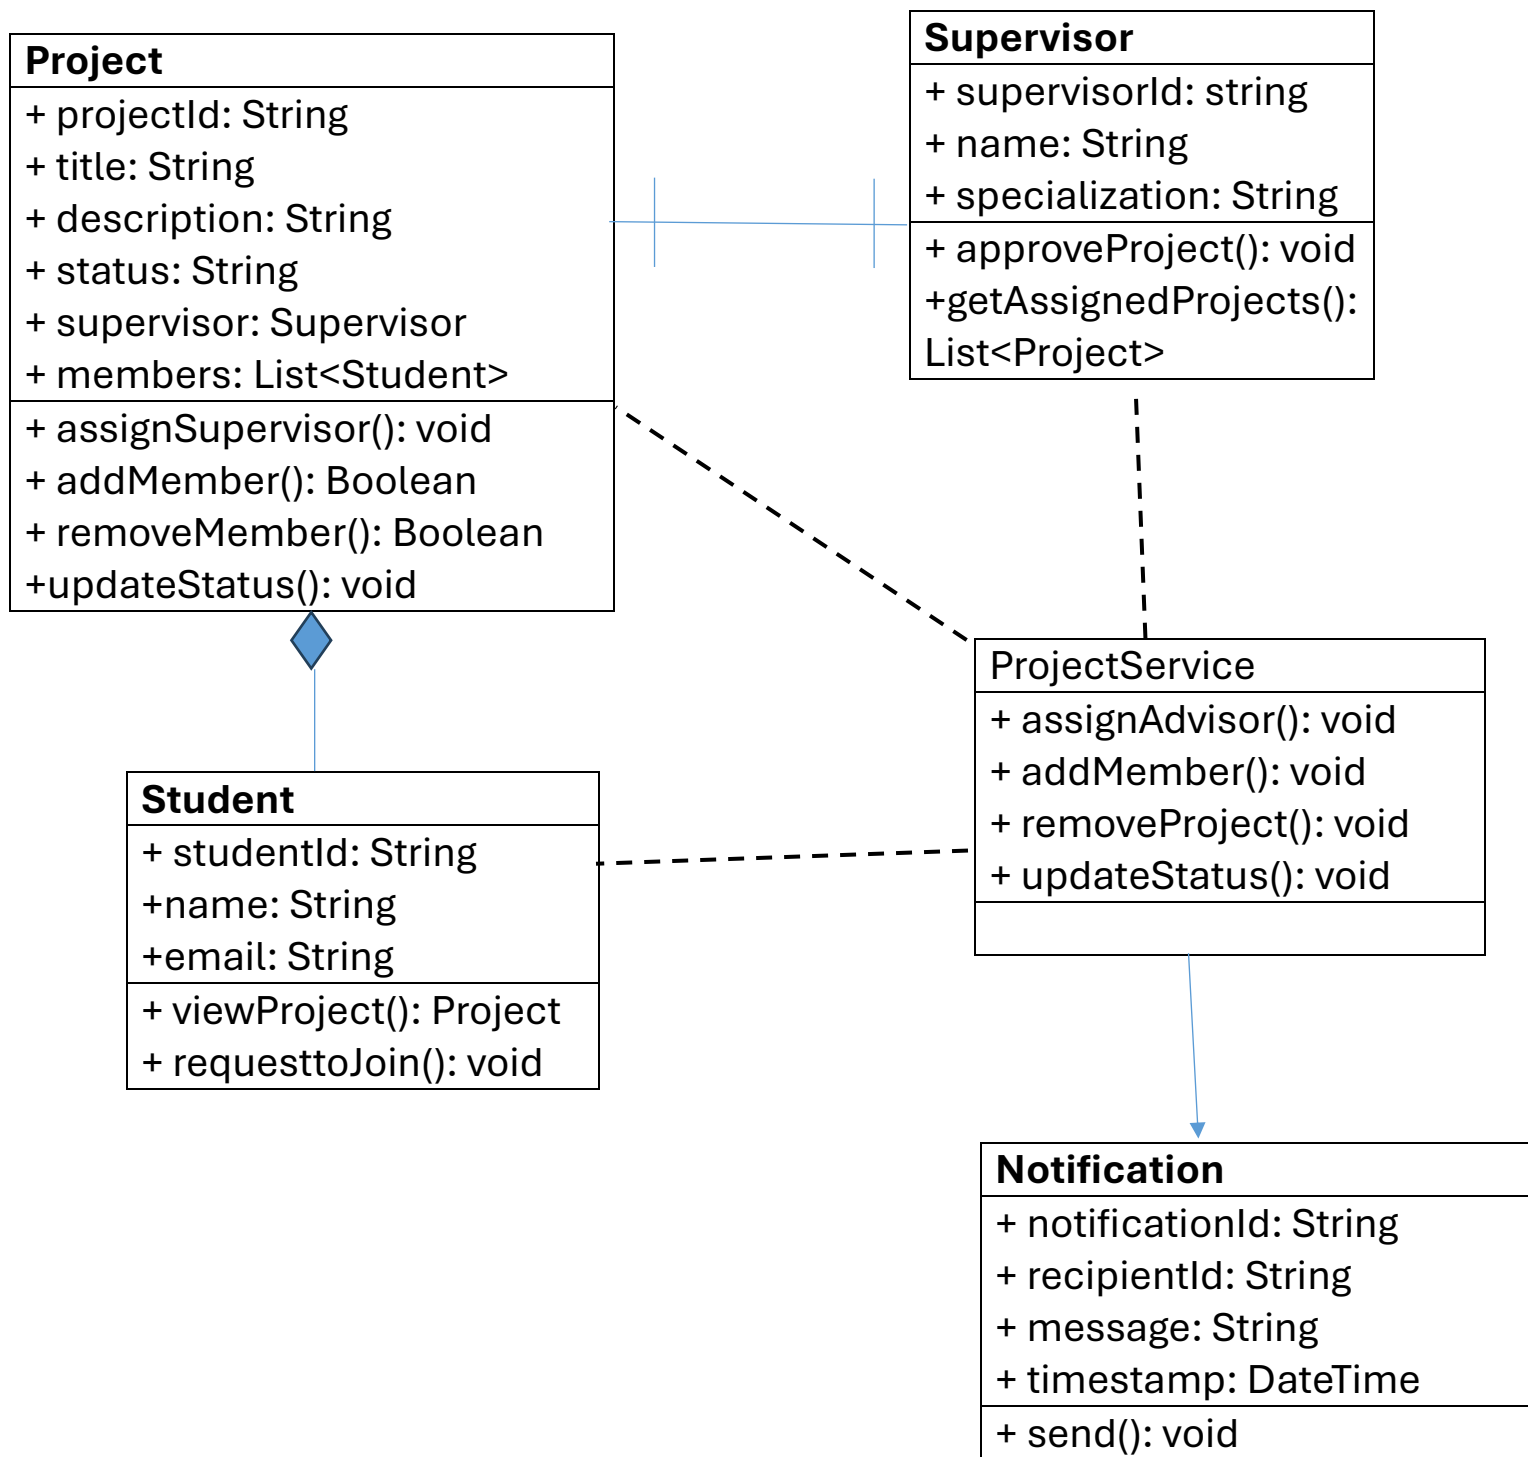 Project
+ projectId: String
+ title: String
+ description: String
+ status: String
+ supervisor: Supervisor
+ members: List<Student>
+ assignSupervisor(): void
+ addMember(): Boolean
+ removeMember(): Boolean
+updateStatus(): void
Supervisor
+ supervisorId: string
+ name: String
+ specialization: String
+ approveProject(): void
+getAssignedProjects():
List<Project>
ProjectService
+ assignAdvisor(): void
+ addMember(): void
+ removeProject(): void
+ updateStatus(): void
Student
+ studentId: String
+name: String
+email: String
+ viewProject(): Project
+ requesttoJoin(): void
Notification
+ notificationId: String
+ recipientId: String
+ message: String
+ timestamp: DateTime
+ send(): void